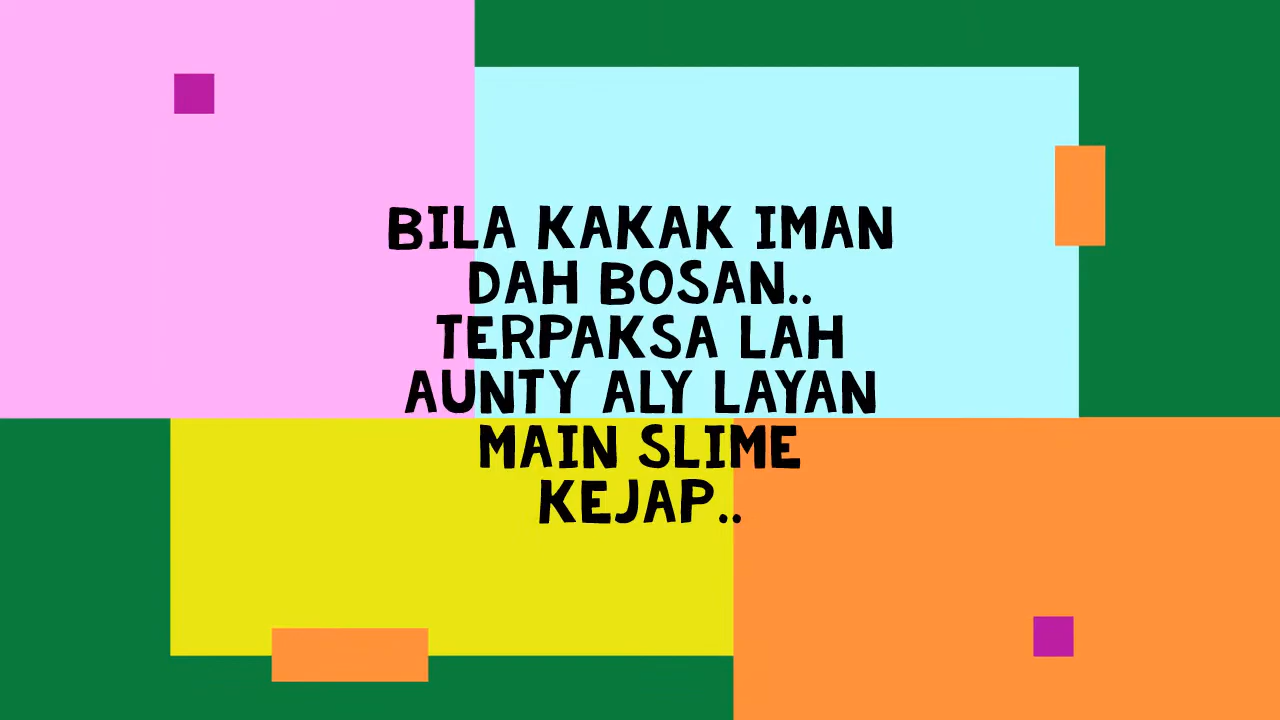 BILA KAKAK IMAN
DAH BOSAN..
TERPAKSA LAH
AUNTY ALY LAYAN
MAIN SLIME
KEJAP..